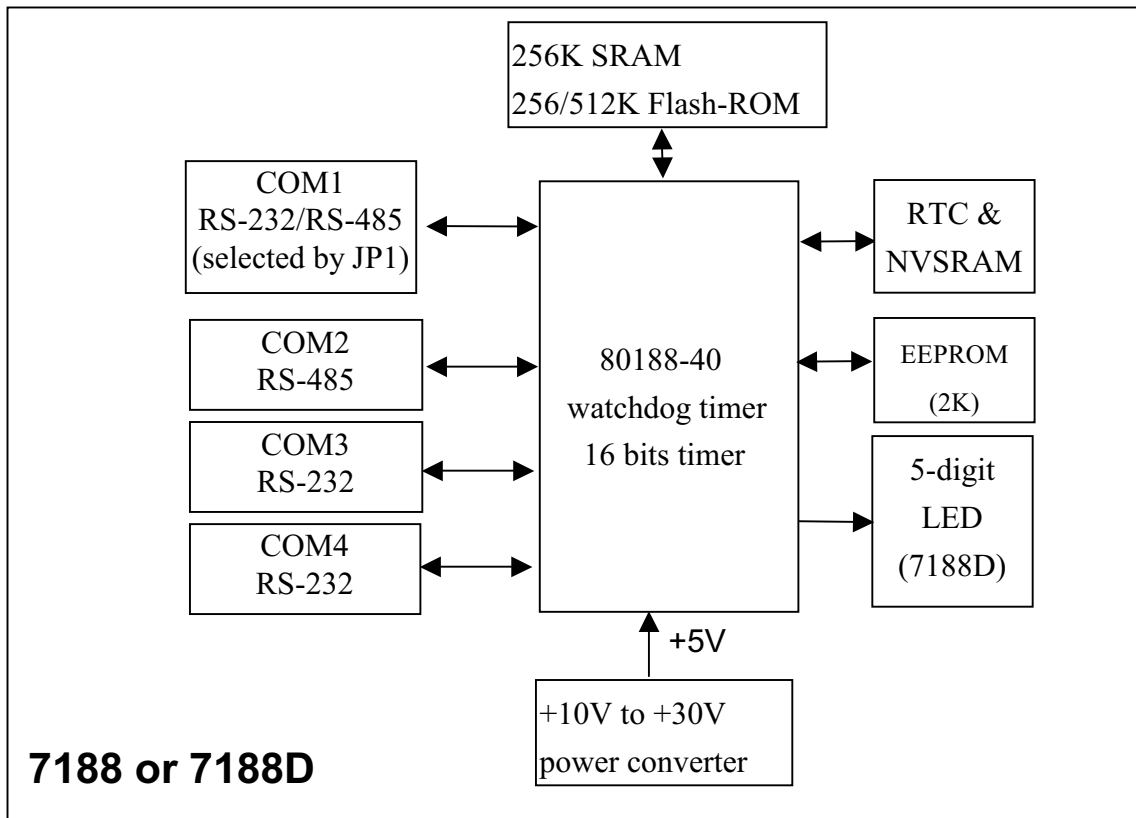 256K SRAM
256/512K Flash-ROM
COM1
RS-232/RS-485
(selected by JP1)
COM2
RS-485
COM3
RS-232
COM4
RS-232
80188-40
watchdog timer
16 bits timer
RTC &
NVSRAM
EEPROM
(2K)
5-digit
LED
(7188D)
+5V
+10V to +30V
power converter
7188 or 7188D